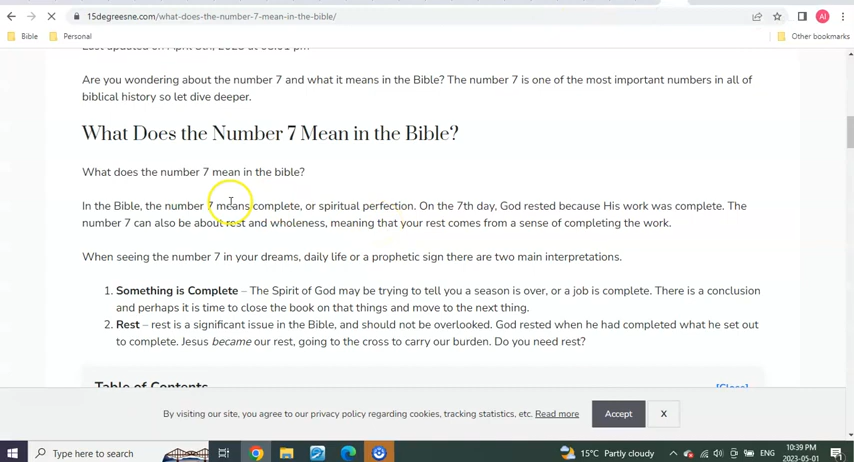 15degreesne.com/what-does-the-number-7-mean-in-the-bible/
AI
Bible
Personal
Other bookmarks
Are you wondering about the number 7 and what it means in the Bible? The number 7 is one of the most important numbers in all of
biblical history so let dive deeper.
What Does the Number 7 Mean in the Bible?
What does the number 7 mean in the bible?
In the Bible, the number 7 means complete, or spiritual perfection. On the 7th day, God rested because His work was complete. The
number 7 can also be about rest and wholeness, meaning that your rest comes from a sense of completing the work.
When seeing the number 7 in your dreams, daily life or a prophetic sign there are two main interpretations.
1. Something is Complete – The Spirit of God may be trying to tell you a season is over, or a job is complete. There is a conclusion
and perhaps it is time to close the book on that things and move to the next thing.
2. Rest – rest is a significant issue in the Bible, and should not be overlooked. God rested when he had completed what he set out
to complete. Jesus became our rest, going to the cross to carry our burden. Do you need rest?
Table of Contents
[Close]
By visiting our site, you agree to our privacy policy regarding cookies, tracking statistics, etc. Read more
Accept
X
Type here to search
15°C Partly cloudy
ENG
10:39 PM
2023-05-01